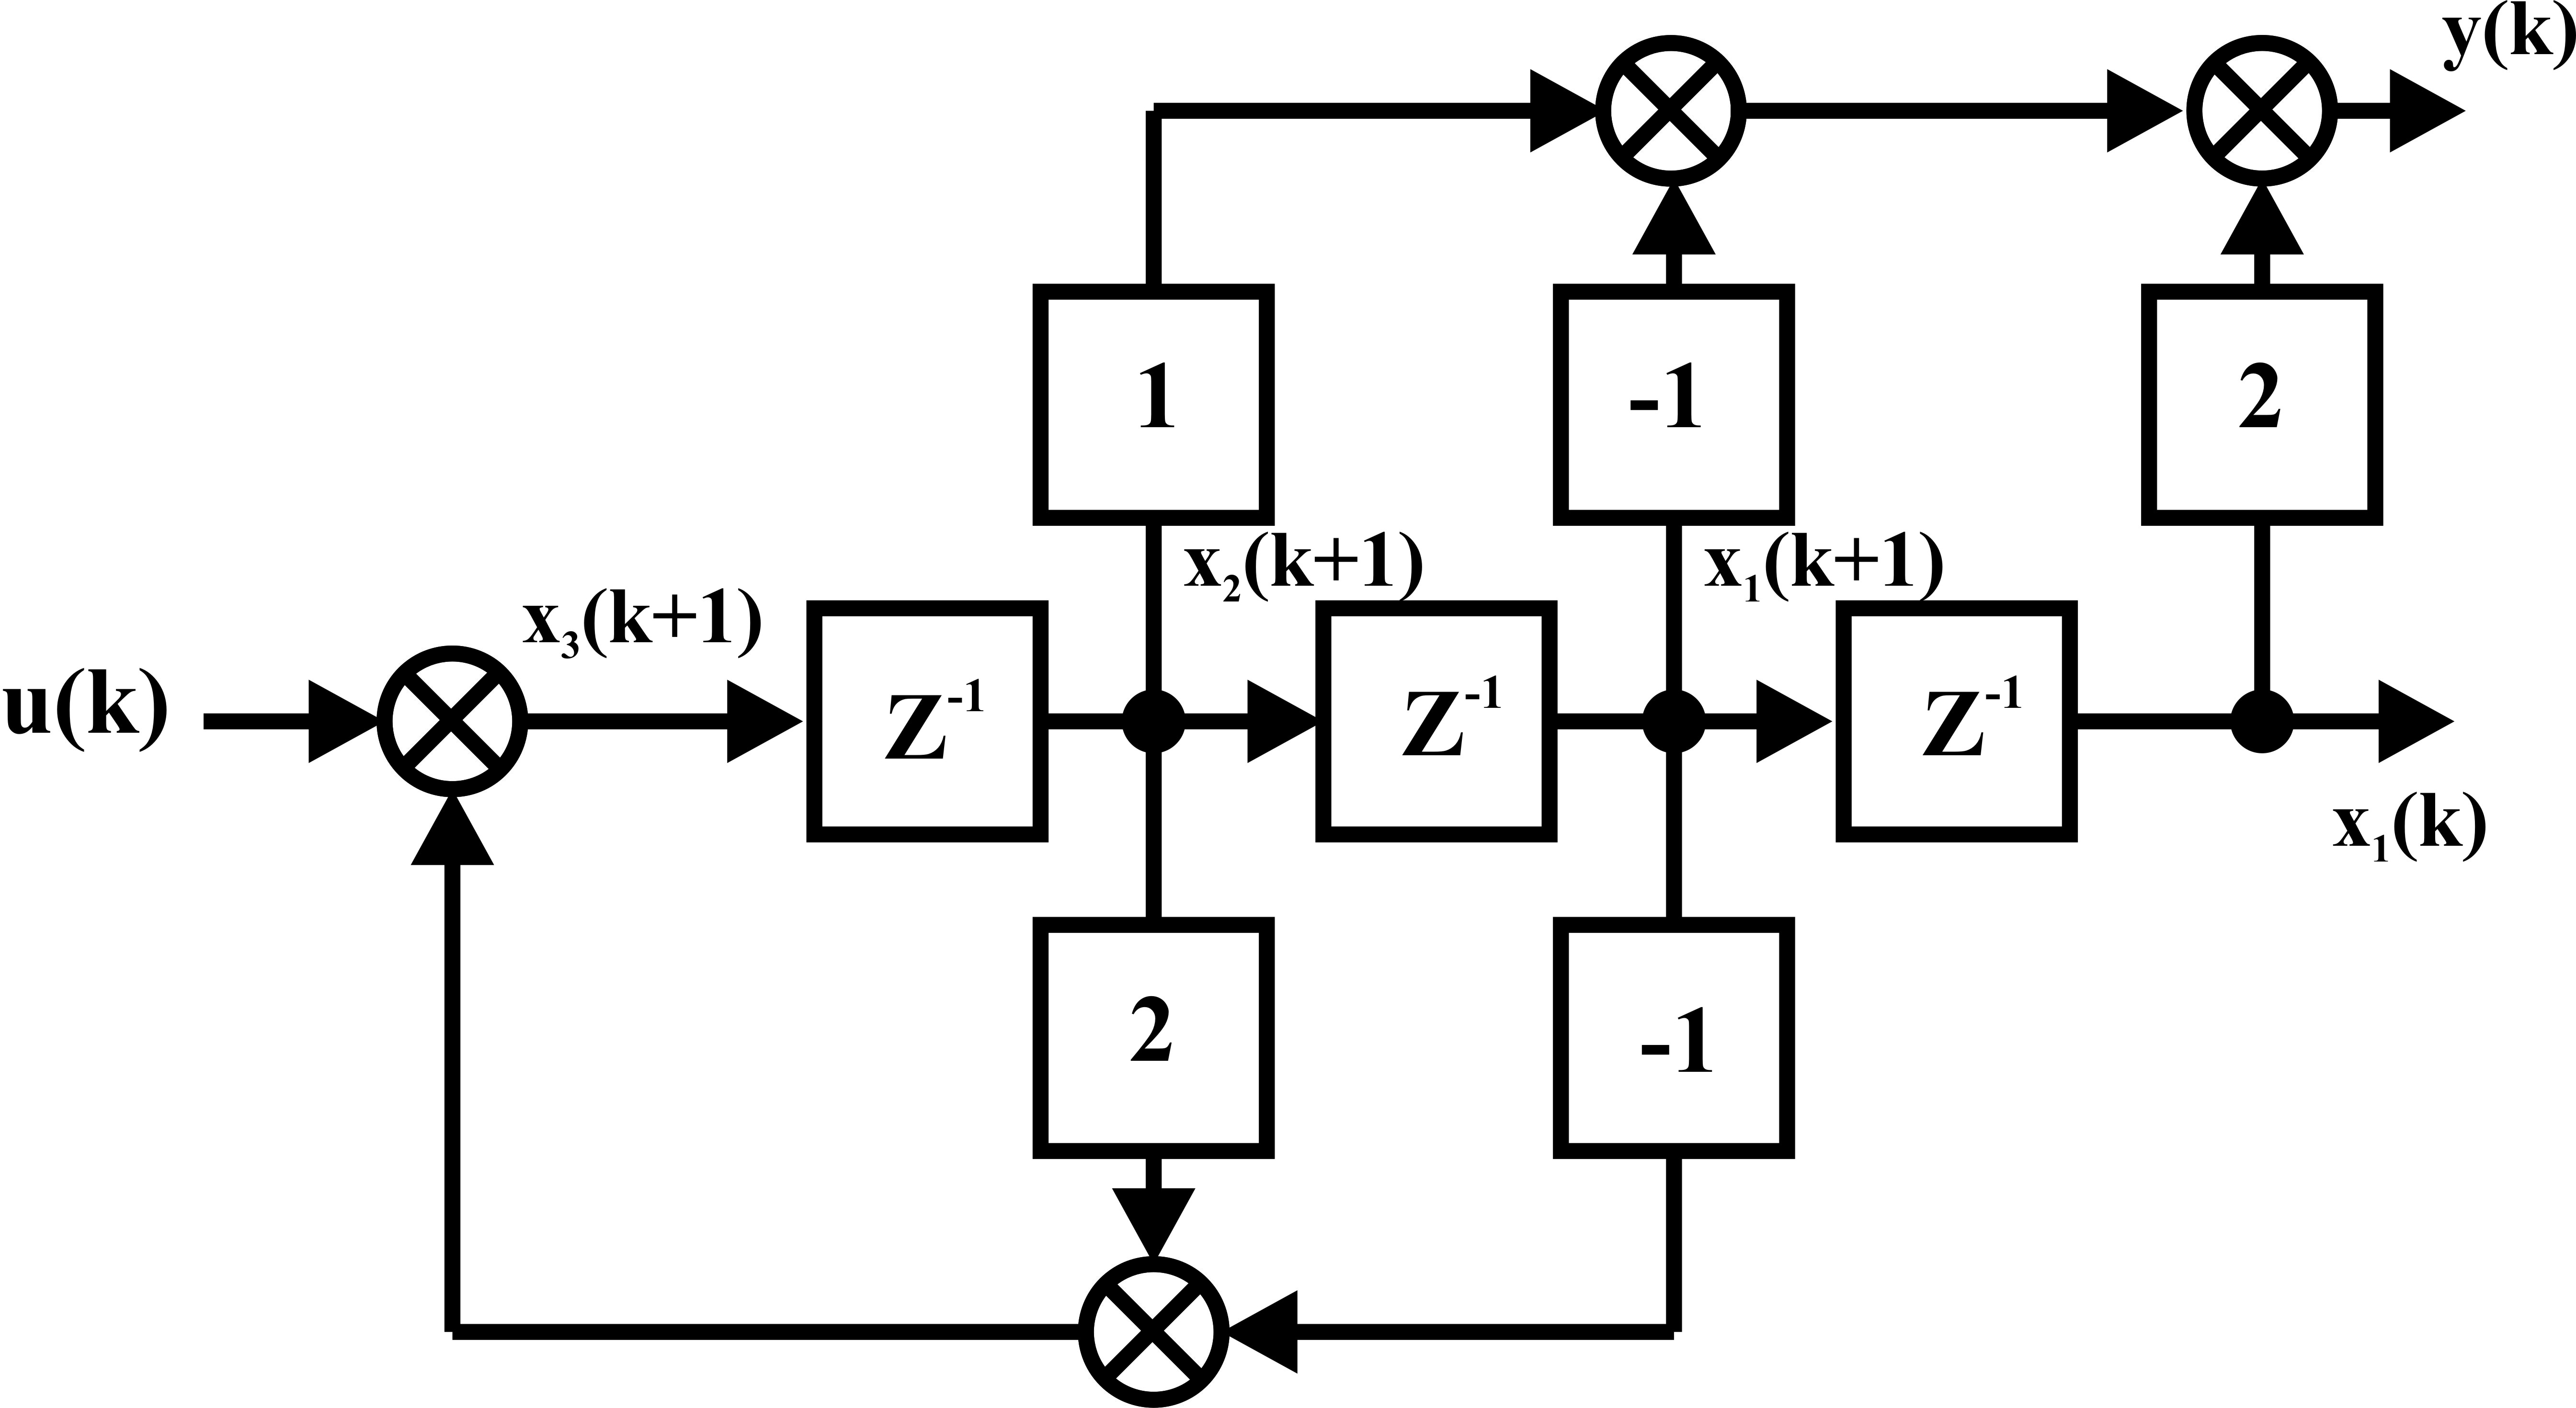 y(k)
1
-1
2
x₂(k+1)
x₁(k+1)
x₃(k+1)
u(k)
Z⁻¹
Z⁻¹
Z⁻¹
x₁(k)
2
-1